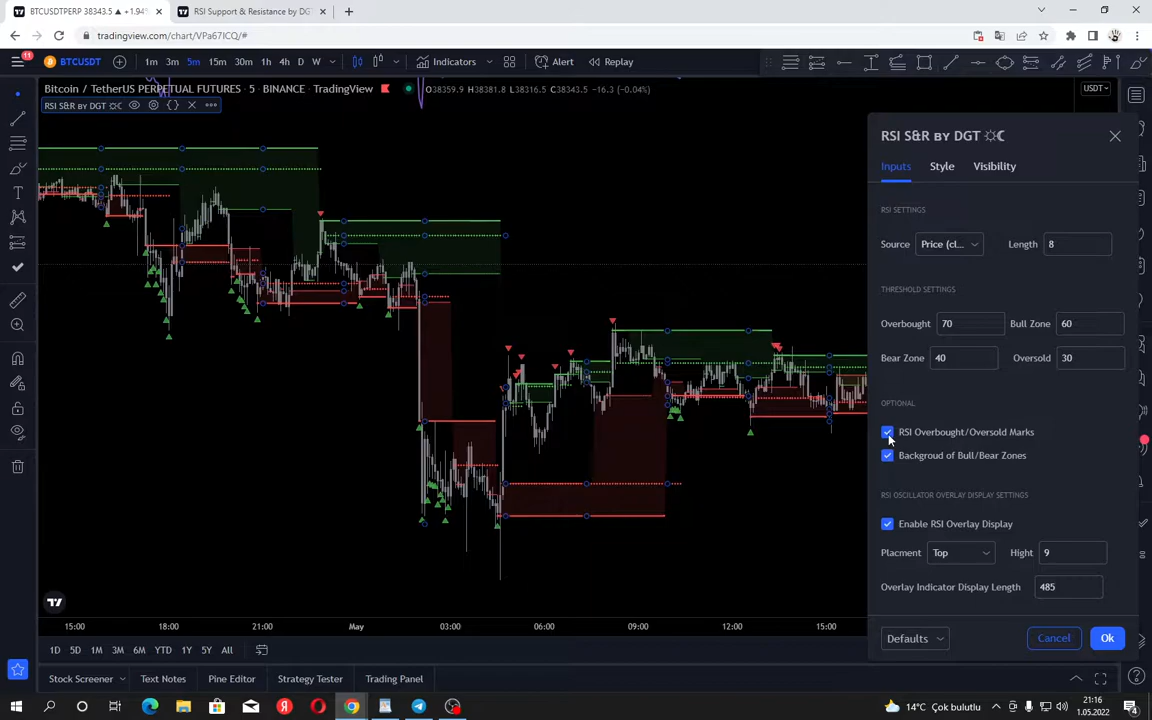 BTCUSDTPERP 38343.5 ▲ +1.94%
RSI Support & Resistance by DG
tradingview.com/chart/VPa67ICQ/#
11
BTCUSDT
1m 3m 5m 15m 30m 1h 4h D W
Indicators
Alert
Replay
Bitcoin / TetherUS PERPETUAL FUTURES · 5 · BINANCE · TradingView
O38359.9 H38381.8 L38316.5 C38343.5 −16.3 (−0.04%)
USDT
RSI S&R BY DGT ☼☾
RSI S&R BY DGT ☼☾
Inputs
Style
Visibility
RSI SETTINGS
Source Price (cl... Length 8
THRESHOLD SETTINGS
Overbought 70 Bull Zone 60
Bear Zone 40 Oversold 30
OPTIONAL
RSI Overbought/Oversold Marks
Backgroud of Bull/Bear Zones
RSI OSCILLATOR OVERLAY DISPLAY SETTINGS
Enable RSI Overlay Display
Placment Top Hight 9
Overlay Indicator Display Length 485
Defaults Cancel Ok
15:00 18:00 21:00 May 03:00 06:00 09:00 12:00 15:00
1D 5D 1M 3M 6M YTD 1Y 5Y All
Stock Screener Text Notes Pine Editor Strategy Tester Trading Panel
14°C Çok bulutlu
21:16
1.05.2022
4